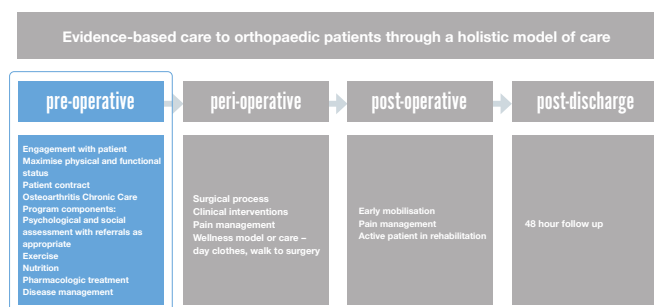 Evidence-based care to orthopaedic patients through a holistic model of care
pre-operative
peri-operative
post-operative
post-discharge
Engagement with patient
Maximise physical and functional
status
Patient contract
Osteoarthritis Chronic Care
Program components:
Psychological and social
assessment with referrals as
appropriate
Exercise
Nutrition
Pharmacologic treatment
Disease management
Surgical process
Clinical interventions
Pain management
Wellness model or care –
day clothes, walk to surgery
Early mobilisation
Pain management
Active patient in rehabilitation
48 hour follow up